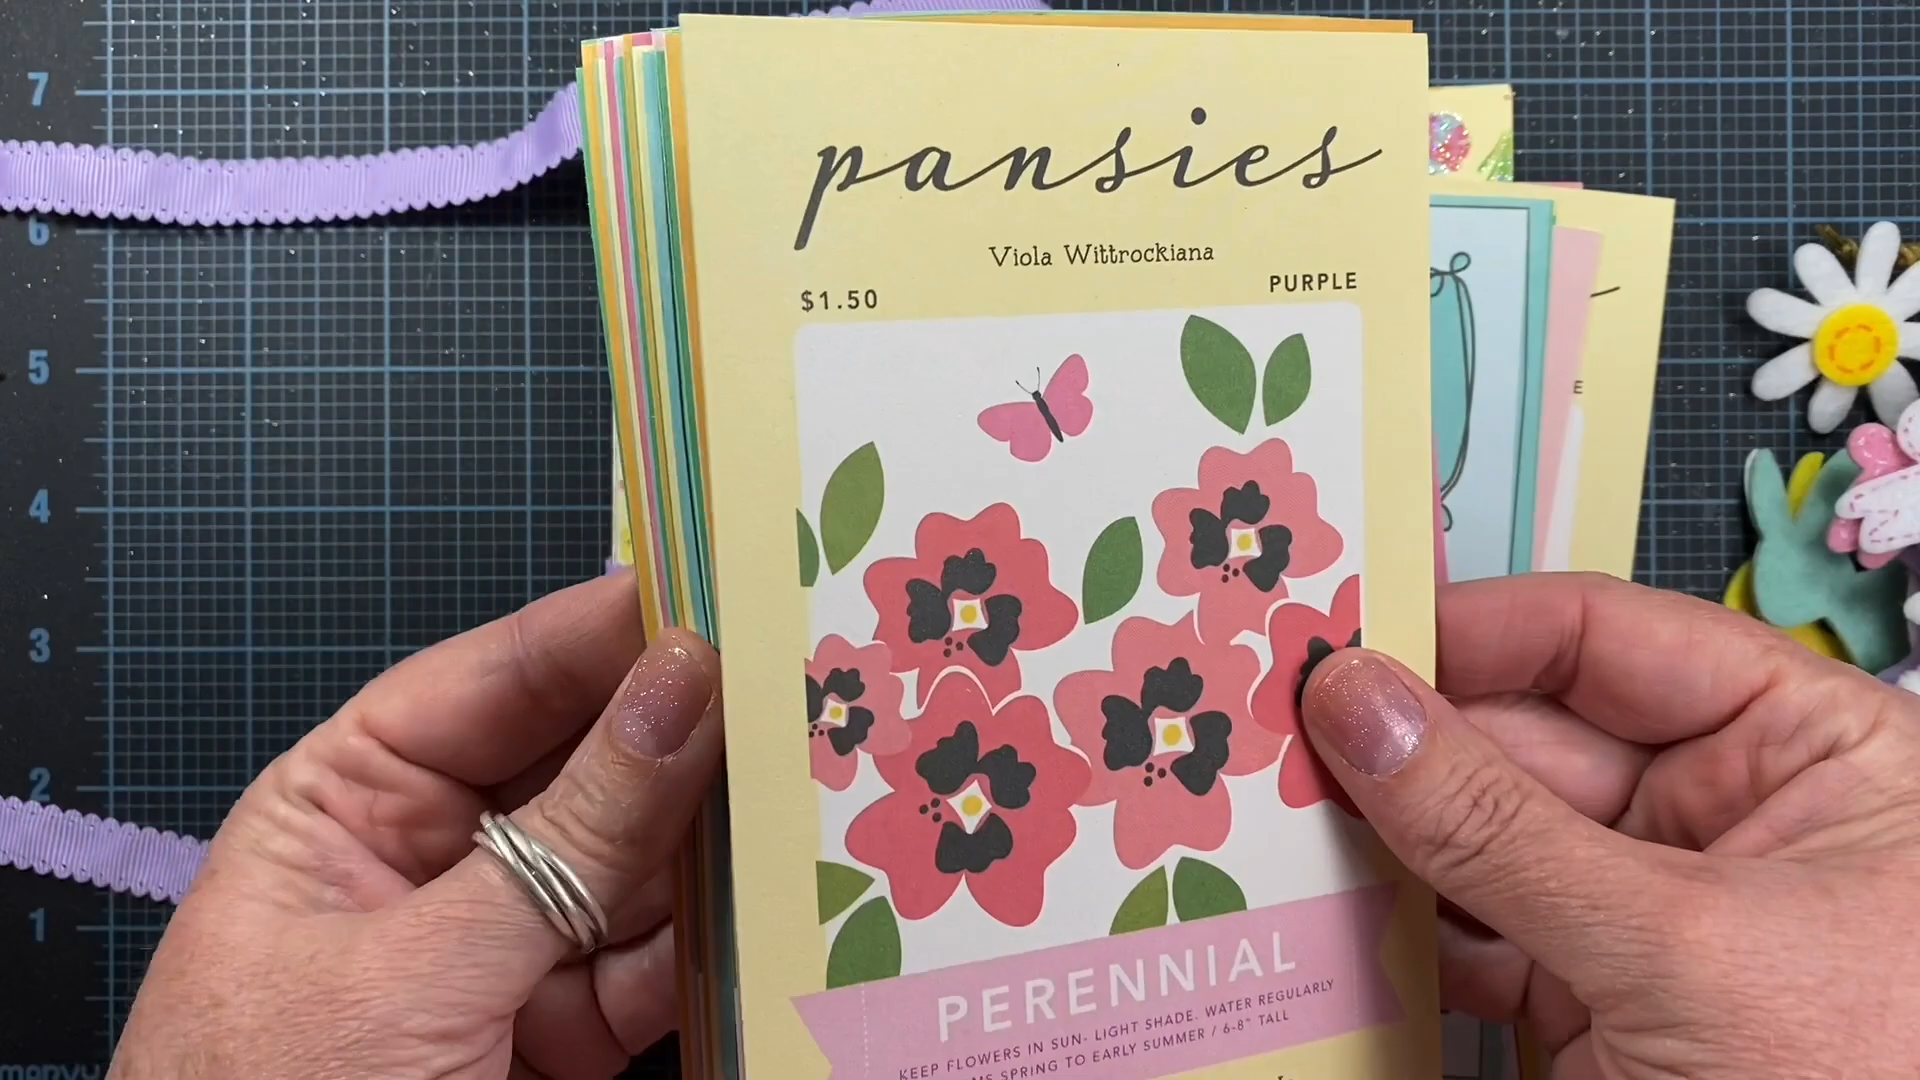 pansies
Viola Wittrockiana
$1.50
PURPLE
PERENNIAL
KEEP FLOWERS IN SUN- LIGHT SHADE. WATER REGULARLY
SPRING TO EARLY SUMMER / 6-8" TALL
7
6
5
4
3
2
1
E